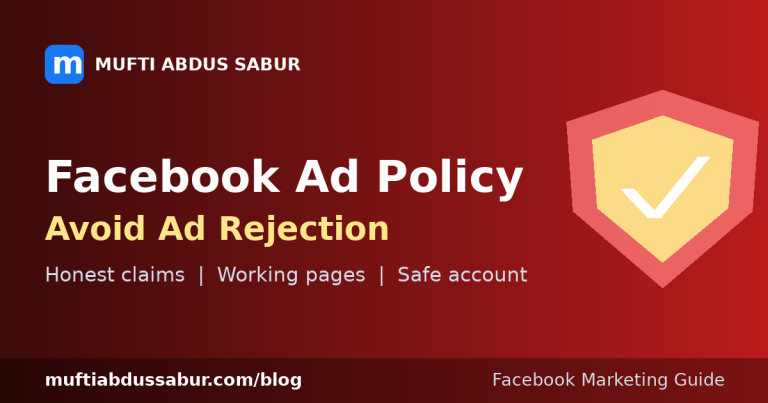 m MUFTI ABDUS SABUR
Facebook Ad Policy
Avoid Ad Rejection
Honest claims | Working pages | Safe account
muftiabdussabur.com/blog
Facebook Marketing Guide